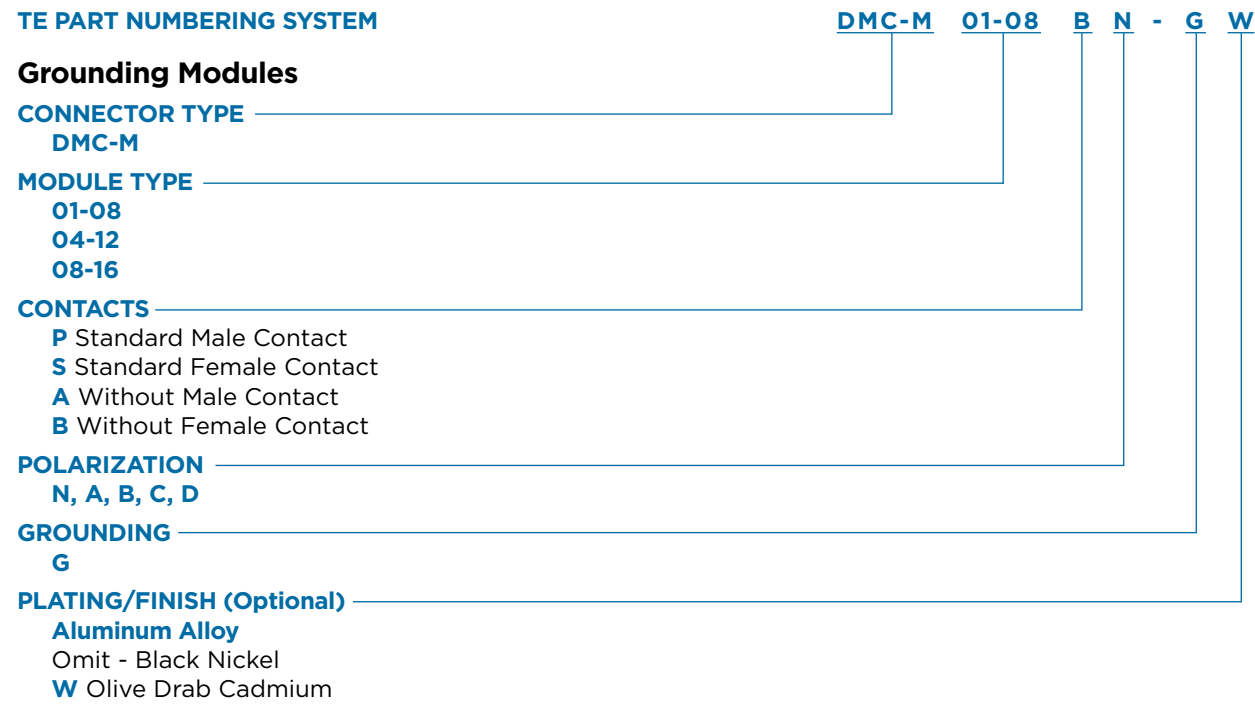 TE PART NUMBERING SYSTEM DMC-M 01-08 B N - G W
Grounding Modules
CONNECTOR TYPE
DMC-M
MODULE TYPE
01-08
04-12
08-16
CONTACTS
P Standard Male Contact
S Standard Female Contact
A Without Male Contact
B Without Female Contact
POLARIZATION
N, A, B, C, D
GROUNDING
G
PLATING/FINISH (Optional)
Aluminum Alloy
Omit - Black Nickel
W Olive Drab Cadmium